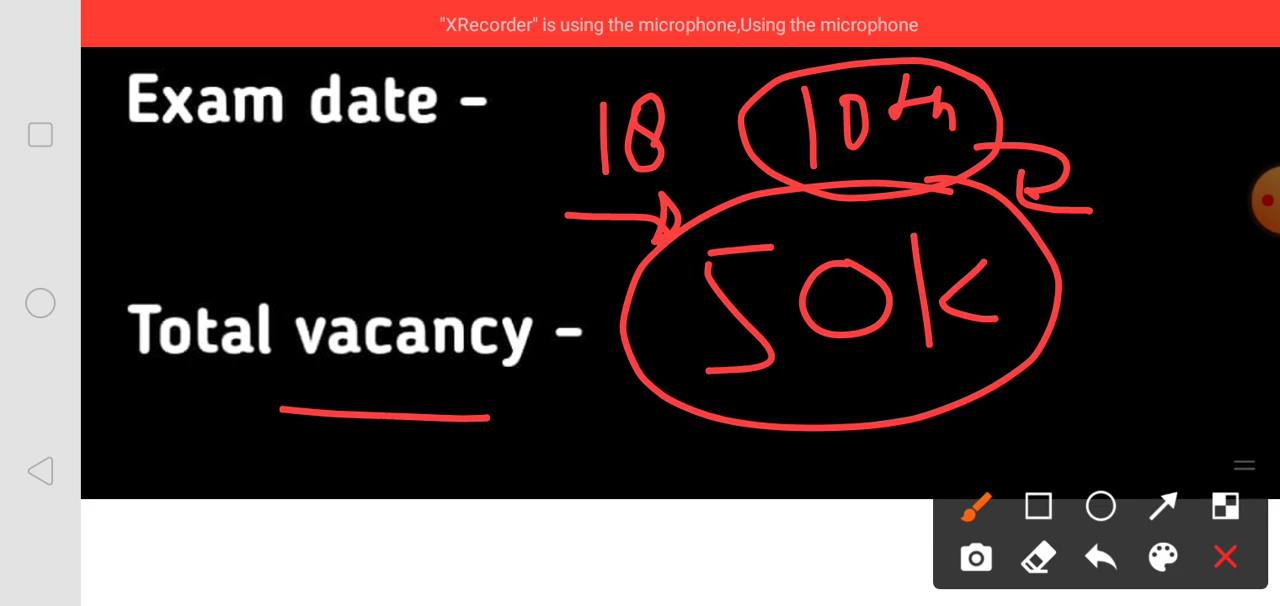 "XRecorder" is using the microphone,Using the microphone
Exam date -
18 10th
Total vacancy - 50K